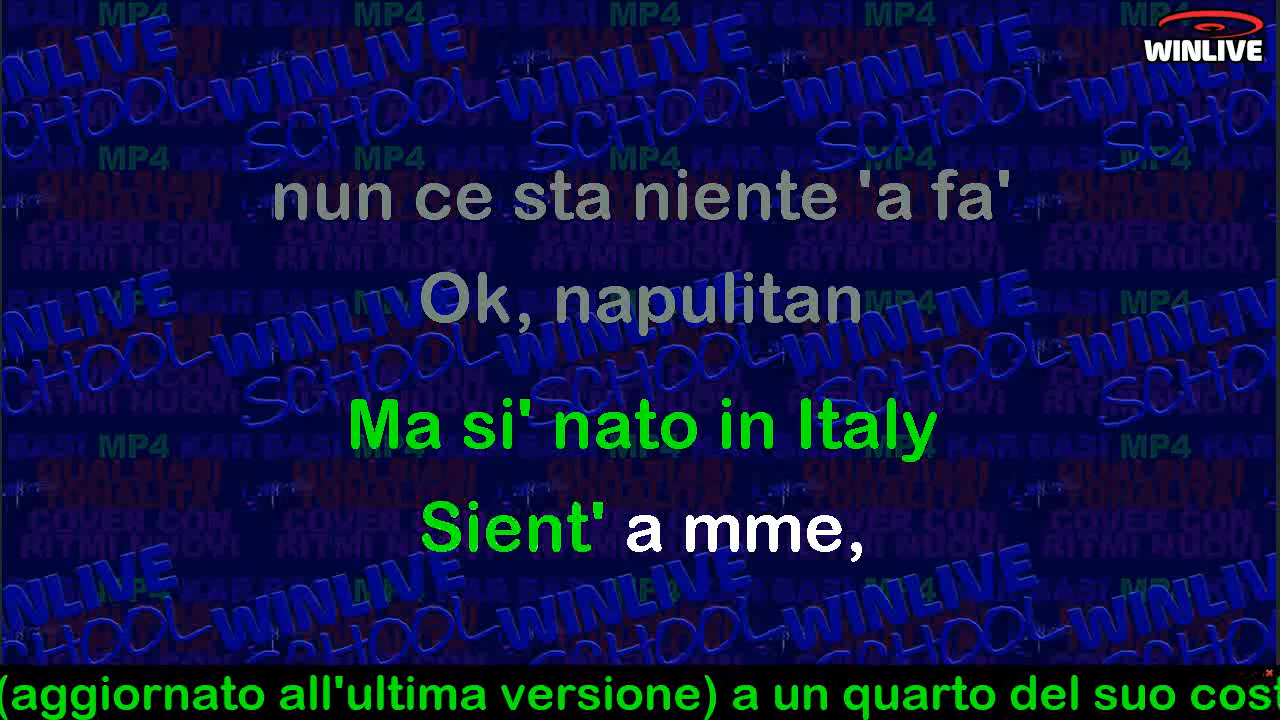 WINLIVE
nun ce sta niente 'a fa'
Ok, napulitan
Ma si' nato in Italy
Sient' a mme,
(aggiornato all'ultima versione) a un quarto del suo cost